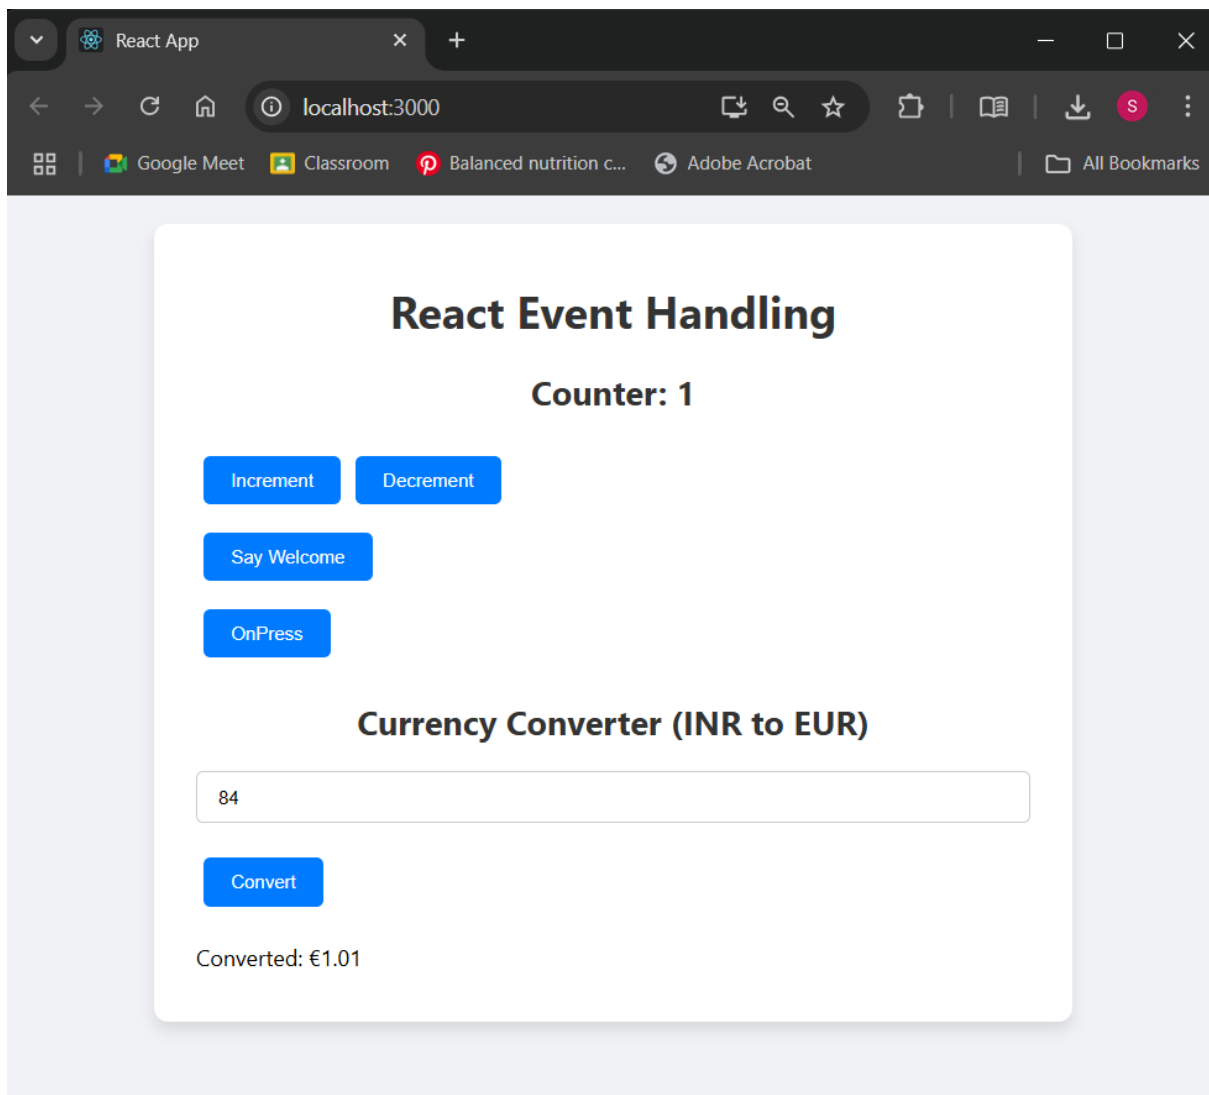 React App
localhost:3000
S
Google Meet Classroom Balanced nutrition c... Adobe Acrobat All Bookmarks
React Event Handling
Counter: 1
Increment Decrement
Say Welcome
OnPress
Currency Converter (INR to EUR)
84
Convert
Converted: €1.01